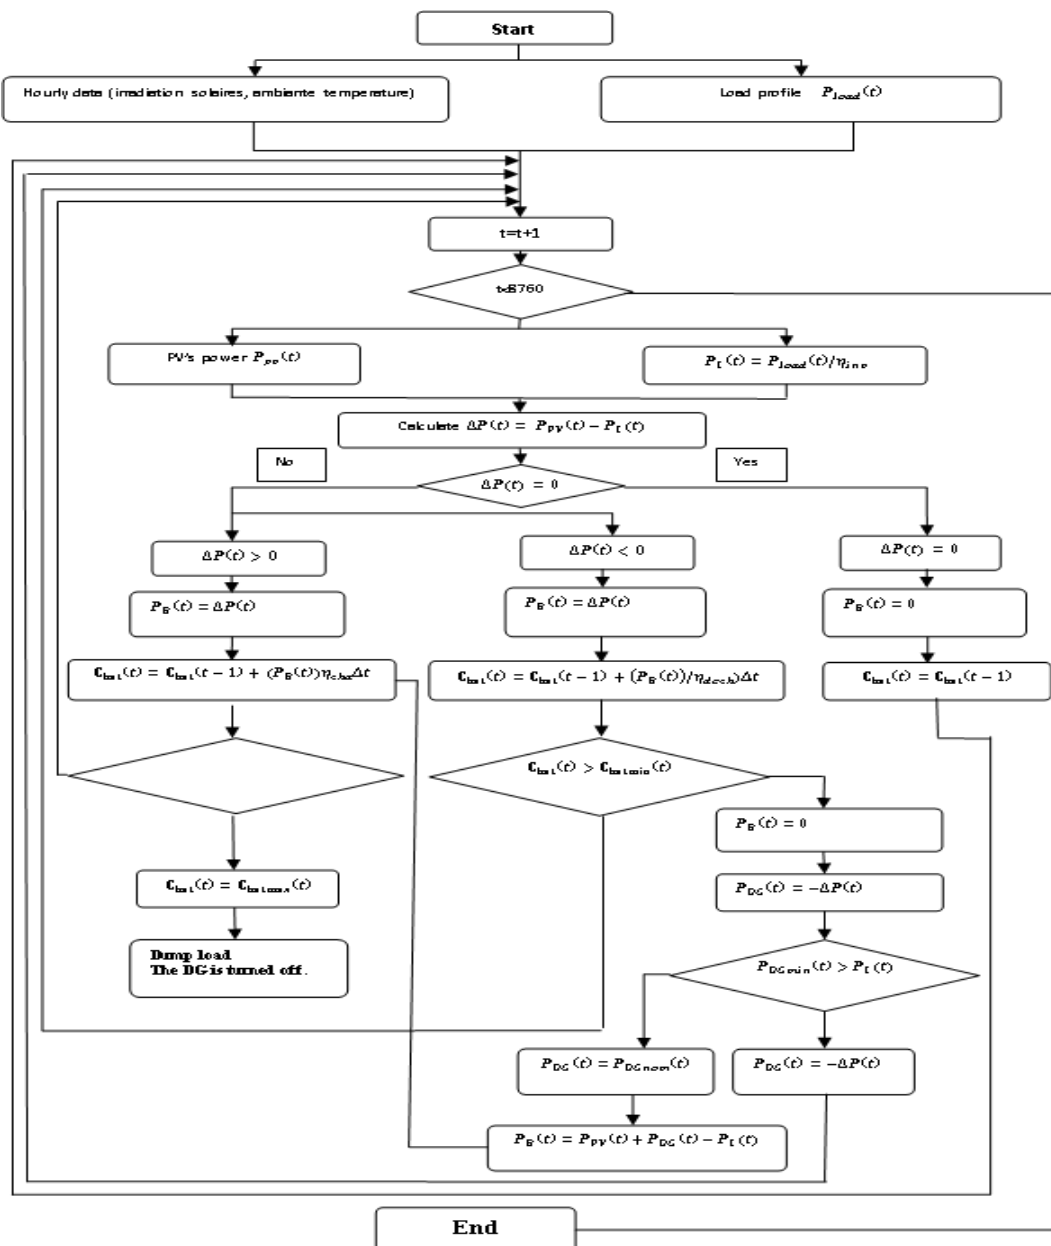 Start
Hourly data (irradiation solaires, ambiante temperature)
Load profile P_load(t)
t=t+1
t<8760
PV's power P_pv(t)
P_L(t) = P_load(t)/η_inv
Calculate ΔP(t) = P_PV(t) − P_L(t)
No
Yes
ΔP(t) = 0
ΔP(t) > 0
ΔP(t) < 0
ΔP(t) = 0
P_B(t) = ΔP(t)
P_B(t) = ΔP(t)
P_B(t) = 0
C_bat(t) = C_bat(t − 1) + (P_B(t))η_cha Δt
C_bat(t) = C_bat(t − 1) + (P_B(t))/η_dech)Δt
C_bat(t) = C_bat(t − 1)
C_bat(t) > C_batmin(t)
P_B(t) = 0
C_bat(t) = C_batmax(t)
P_DG(t) = −ΔP(t)
Dump load
The DG is turned off.
P_DGmin(t) > P_L(t)
P_DG(t) = P_DGnom(t)
P_DG(t) = −ΔP(t)
P_B(t) = P_PV(t) + P_DG(t) − P_L(t)
End